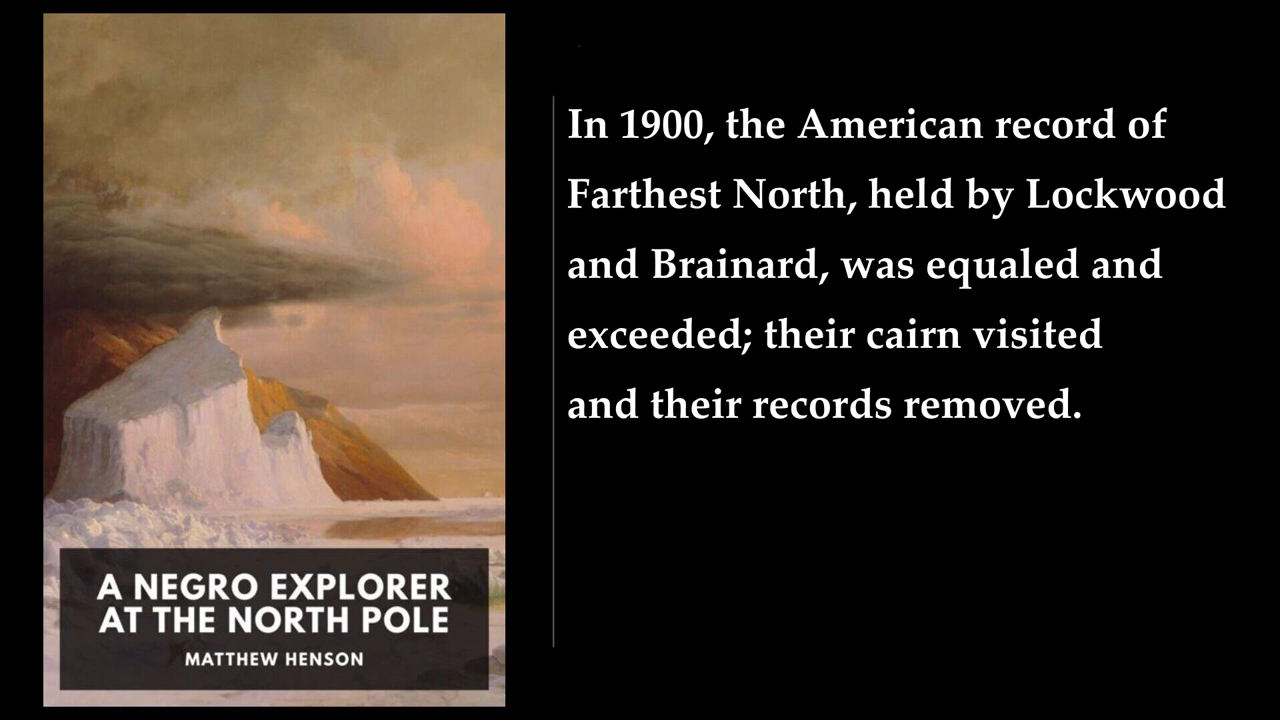 In 1900, the American record of
Farthest North, held by Lockwood
and Brainard, was equaled and
exceeded; their cairn visited
and their records removed.
A NEGRO EXPLORER
AT THE NORTH POLE
MATTHEW HENSON